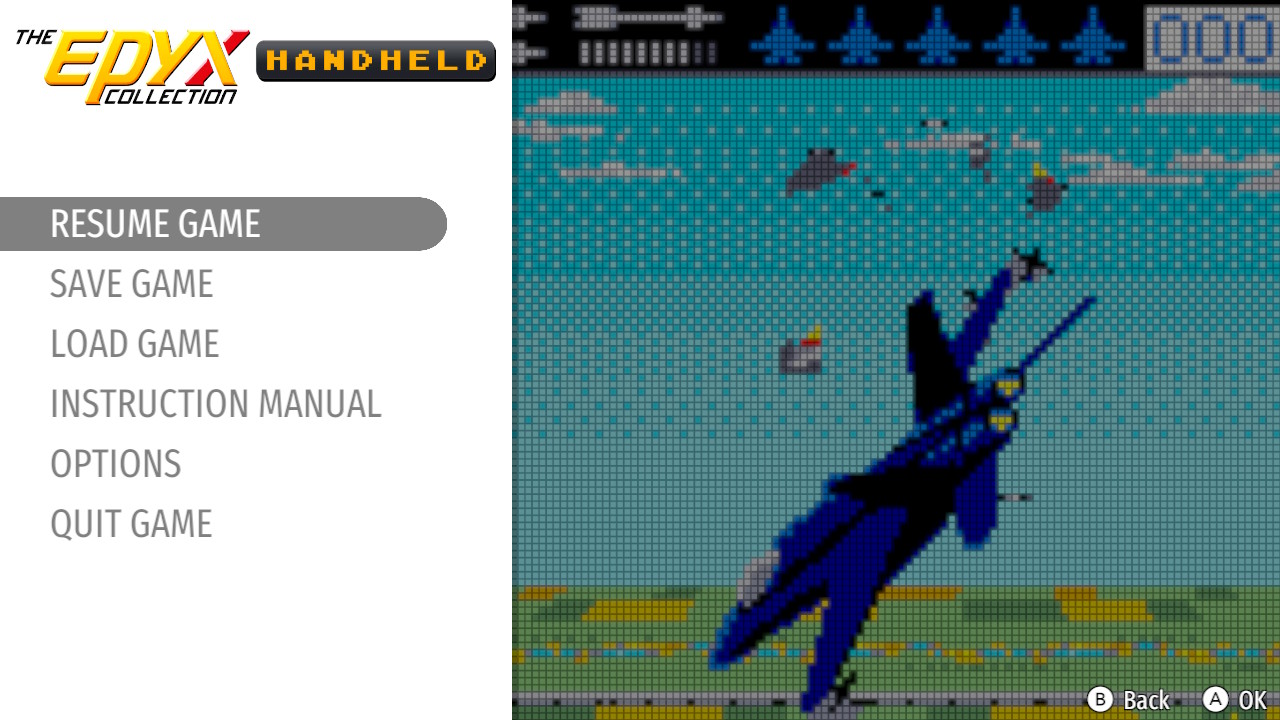 THE
EPYX
COLLECTION
HANDHELD
000
RESUME GAME
SAVE GAME
LOAD GAME
INSTRUCTION MANUAL
OPTIONS
QUIT GAME
B Back A OK